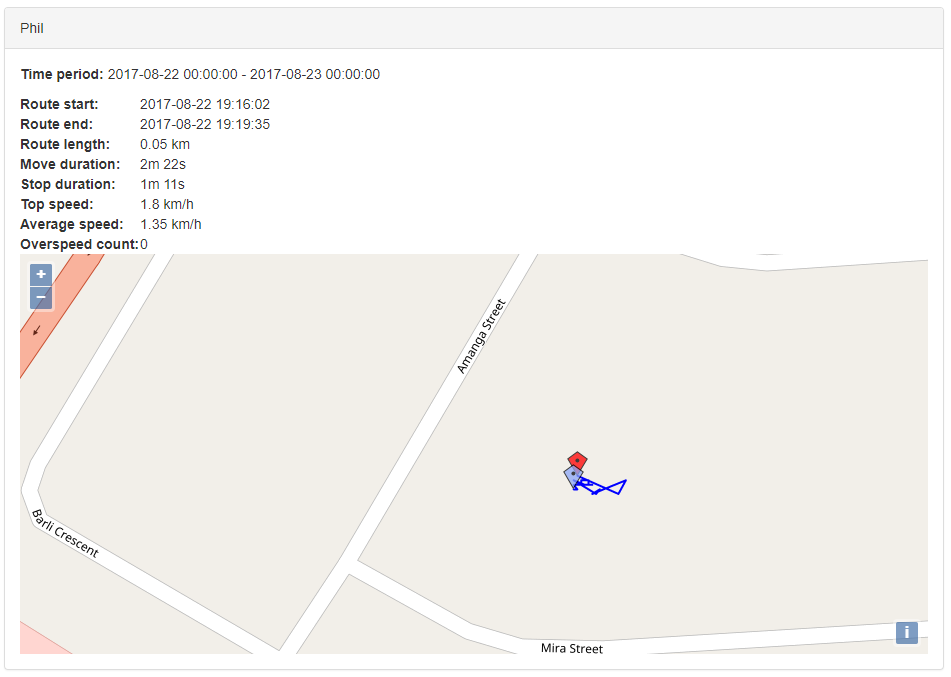 Phil
Time period: 2017-08-22 00:00:00 - 2017-08-23 00:00:00
Route start: 2017-08-22 19:16:02
Route end: 2017-08-22 19:19:35
Route length: 0.05 km
Move duration: 2m 22s
Stop duration: 1m 11s
Top speed: 1.8 km/h
Average speed: 1.35 km/h
Overspeed count: 0
+
−
Amanga Street
Barli Crescent
i
Mira Street